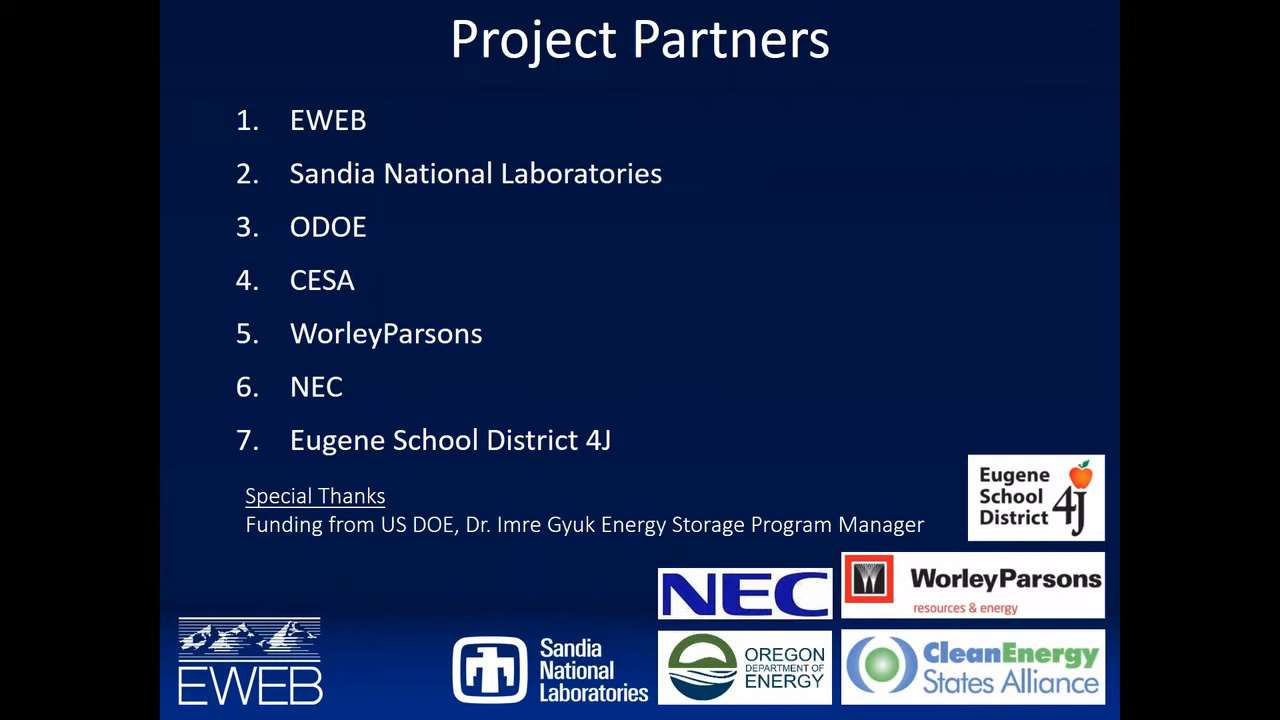 Project Partners
1. EWEB
2. Sandia National Laboratories
3. ODOE
4. CESA
5. WorleyParsons
6. NEC
7. Eugene School District 4J
Special Thanks
Funding from US DOE, Dr. Imre Gyuk Energy Storage Program Manager
Eugene
School
District 4J
NEC
WorleyParsons
resources & energy
EWEB
Sandia
National
Laboratories
OREGON
DEPARTMENT OF
ENERGY
CleanEnergy
States Alliance